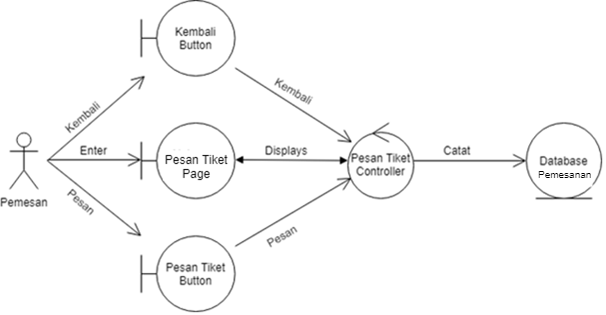 Kembali
Button
Kembali
Kembali
Pemesan
Enter
Pesan Tiket
Page
Displays
Pesan Tiket
Controller
Catat
Database
Pemesanan
Pesan
Pesan
Pesan Tiket
Button